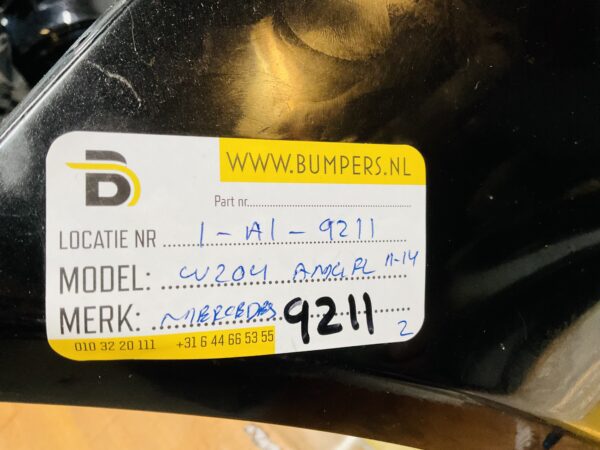 WWW.BUMPERS.NL
B
Part nr.
LOCATIE NR 1-A1-9211
MODEL: W204 AMG FL 11-14
MERK: MERCEDES 9211 2
010 32 20 111 +31 6 44 66 53 55